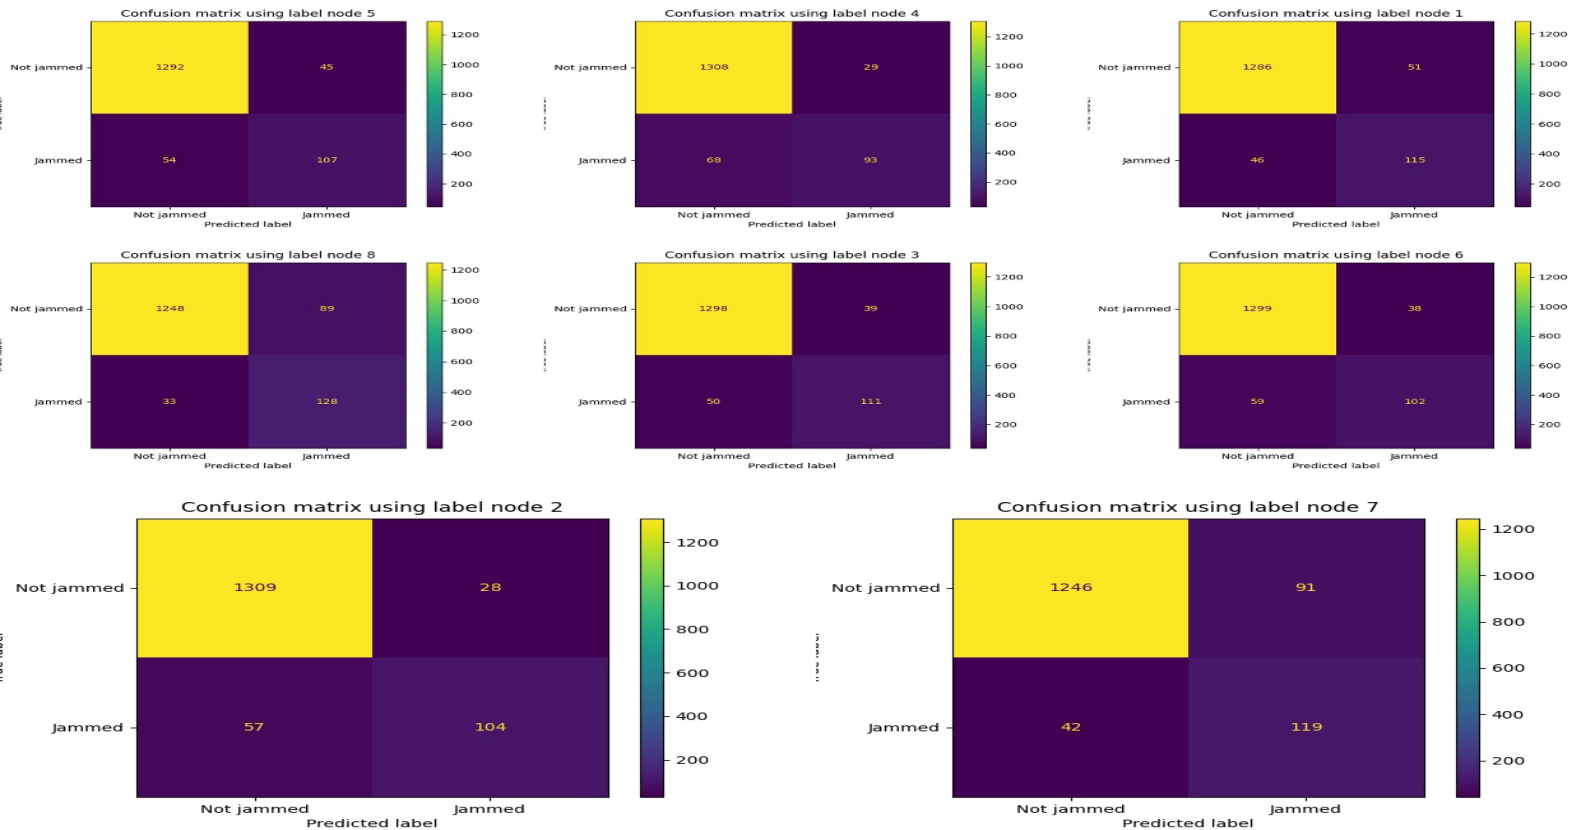 Confusion matrix using label node 5
Not jammed 1292 45
Jammed 54 107
Not jammed Jammed
Predicted label
1200
1000
800
600
400
200
Confusion matrix using label node 4
Not jammed 1308 29
Jammed 68 93
Not jammed Jammed
Predicted label
1200
1000
800
600
400
200
Confusion matrix using label node 1
Not jammed 1286 51
Jammed 46 115
Not jammed Jammed
Predicted label
1200
1000
800
600
400
200
Confusion matrix using label node 8
Not jammed 1248 89
Jammed 33 128
Not jammed Jammed
Predicted label
1200
1000
800
600
400
200
Confusion matrix using label node 3
Not jammed 1298 39
Jammed 50 111
Not jammed Jammed
Predicted label
1200
1000
800
600
400
200
Confusion matrix using label node 6
Not jammed 1299 38
Jammed 59 102
Not jammed Jammed
Predicted label
1200
1000
800
600
400
200
Confusion matrix using label node 2
Not jammed 1309 28
Jammed 57 104
Not jammed Jammed
Predicted label
1200
1000
800
600
400
200
Confusion matrix using label node 7
Not jammed 1246 91
Jammed 42 119
Not jammed Jammed
Predicted label
1200
1000
800
600
400
200